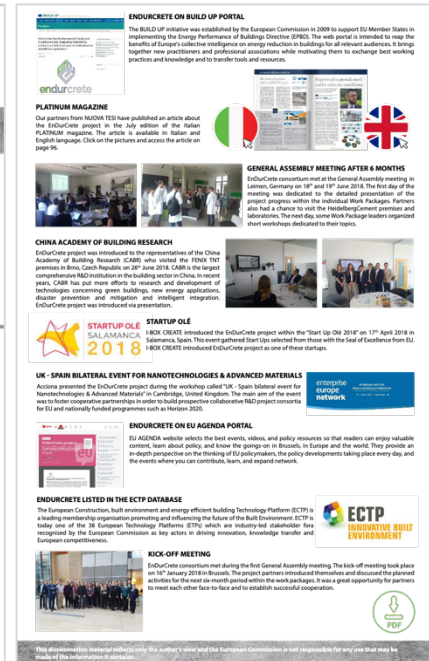 ENDURCRETE ON BUILD UP PORTAL
The BUILD UP initiative was established by the European Commission in 2009 to support EU Member States in
implementing the Energy Performance of Buildings Directive (EPBD). The web portal is intended to reap the
benefits of Europe's collective intelligence on energy reduction in buildings for all relevant audiences. It brings
together new practitioners and professional associations while motivating them to exchange best working
practices and knowledge and to transfer tools and resources.
endurcrete
PLATINUM MAGAZINE
Our partners from NUOVA TESI have published an article about
the EnDurCrete project in the July edition of the Italian
PLATINUM magazine. The article is available in Italian and
English language. Click on the pictures and access the article on
page 96.
GENERAL ASSEMBLY MEETING AFTER 6 MONTHS
EnDurCrete consortium met at the General Assembly meeting in
Leimen, Germany on 18th and 19th June 2018. The first day of the
meeting was dedicated to the detailed presentation of the
project progress within the individual Work Packages. Partners
also had a chance to visit the HeidelbergCement premises and
laboratories. The next day, some Work Package leaders organized
short workshops dedicated to their topics.
CHINA ACADEMY OF BUILDING RESEARCH
EnDurCrete project was introduced to the representatives of the China
Academy of Building Research (CABR) who visited the FENIX TNT
premises in Brno, Czech Republic on 26th June 2018. CABR is the largest
comprehensive R&D institution in the building sector in China. In recent
years, CABR has put more efforts to research and development of
technologies concerning green buildings, new energy applications,
disaster prevention and mitigation and intelligent integration.
EnDurCrete project was introduced via presentation.
STARTUP OLÉ
SALAMANCA
2018
STARTUP OLÉ
I-BOX CREATE introduced the EnDurCrete project within the "Start Up Olé 2018" on 17th April 2018 in
Salamanca, Spain. This event gathered Start Ups selected from those with the Seal of Excellence from EU.
I-BOX CREATE introduced EnDurCrete project as one of these startups.
UK - SPAIN BILATERAL EVENT FOR NANOTECHNOLOGIES & ADVANCED MATERIALS
Acciona presented the EnDurCrete project during the workshop called "UK - Spain bilateral event for
Nanotechnologies & Advanced Materials" in Cambridge, United Kingdom. The main aim of the event
was to foster cooperative partnerships in order to build prospective collaborative R&D project consortia
for EU and nationally funded programmes such as Horizon 2020.
enterprise
europe
network
ENDURCRETE ON EU AGENDA PORTAL
EU AGENDA website selects the best events, videos, and policy resources so that readers can enjoy valuable
content, learn about policy, and know the goings-on in Brussels, in Europe and the world. They provide an
in-depth perspective on the thinking of EU policymakers, the policy developments taking place every day, and
the events where you can contribute, learn, and expand network.
ENDURCRETE LISTED IN THE ECTP DATABASE
The European Construction, built environment and energy efficient building Technology Platform (ECTP) is
a leading membership organisation promoting and influencing the future of the Built Environment. ECTP is
today one of the 38 European Technology Platforms (ETPs) which are industry-led stakeholder fora
recognised by the European Commission as key actors in driving innovation, knowledge transfer and
European competitiveness.
ECTP
INNOVATIVE BUILT
ENVIRONMENT
KICK-OFF MEETING
EnDurCrete consortium met during the first General Assembly meeting. The kick-off meeting took place
on 16th January 2018 in Brussels. The project partners introduced themselves and discussed the planned
activities for the next six-month period within the work packages. It was a great opportunity for partners
to meet each other face-to-face and to establish successful cooperation.
PDF
This dissemination material reflects only the author's view and the European Commission is not responsible for any use that may be
made of the information it contains.